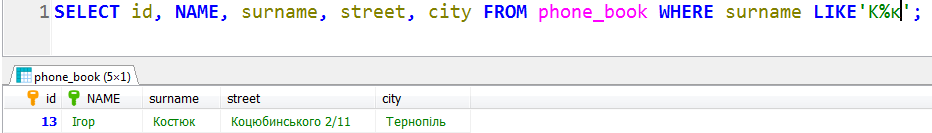 1 SELECT id, NAME, surname, street, city FROM phone_book WHERE surname LIKE'К%к';
phone_book (5×1)
id NAME surname street city
13 Ігор Костюк Коцюбинського 2/11 Тернопіль